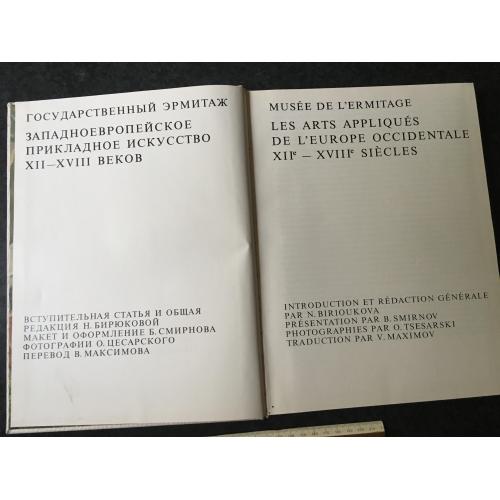 ГОСУДАРСТВЕННЫЙ ЭРМИТАЖ
ЗАПАДНОЕВРОПЕЙСКОЕ
ПРИКЛАДНОЕ ИСКУССТВО
XII—XVIII ВЕКОВ
ВСТУПИТЕЛЬНАЯ СТАТЬЯ И ОБЩАЯ
РЕДАКЦИЯ Н. БИРЮКОВОЙ
МАКЕТ И ОФОРМЛЕНИЕ Б. СМИРНОВА
ФОТОГРАФИИ О. ЦЕСАРСКОГО
ПЕРЕВОД В. МАКСИМОВА
MUSÉE DE L'ERMITAGE
LES ARTS APPLIQUÉS
DE L'EUROPE OCCIDENTALE
XIIe — XVIIIe SIÈCLES
INTRODUCTION ET RÉDACTION GÉNÉRALE
PAR N. BIRIOUKOVA
PRÉSENTATION PAR B. SMIRNOV
PHOTOGRAPHIES PAR O. TSESARSKI
TRADUCTION PAR V. MAXIMOV